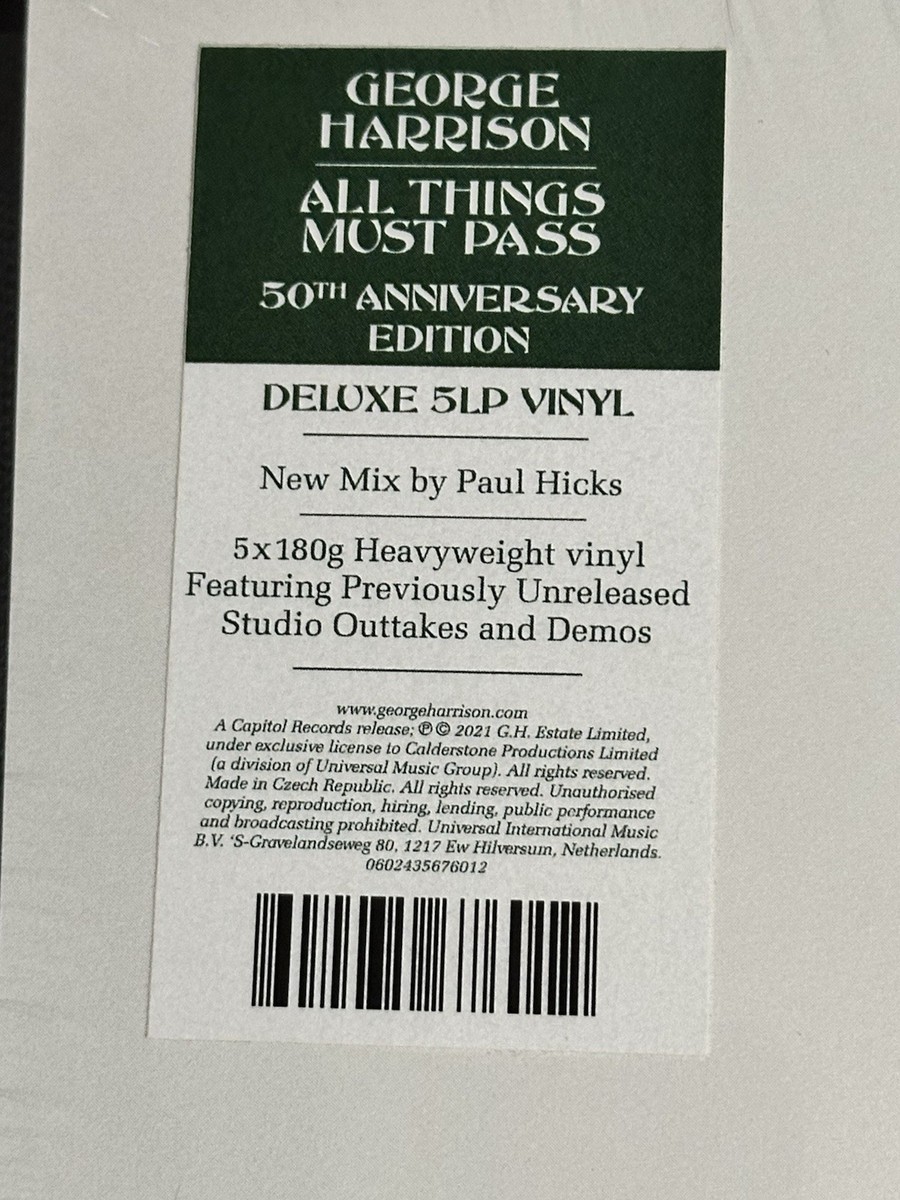 GEORGE
HARRISON
ALL THINGS
MUST PASS
50TH ANNIVERSARY
EDITION
DELUXE 5LP VINYL
New Mix by Paul Hicks
5x180g Heavyweight vinyl
Featuring Previously Unreleased
Studio Outtakes and Demos
www.georgeharrison.com
A Capitol Records release; ℗ © 2021 G.H. Estate Limited,
under exclusive license to Calderstone Productions Limited
(a division of Universal Music Group). All rights reserved.
Made in Czech Republic. All rights reserved. Unauthorised
copying, reproduction, hiring, lending, public performance
and broadcasting prohibited. Universal International Music
B.V. ‘S-Gravelandseweg 80, 1217 Ew Hilversum, Netherlands.
0602435676012